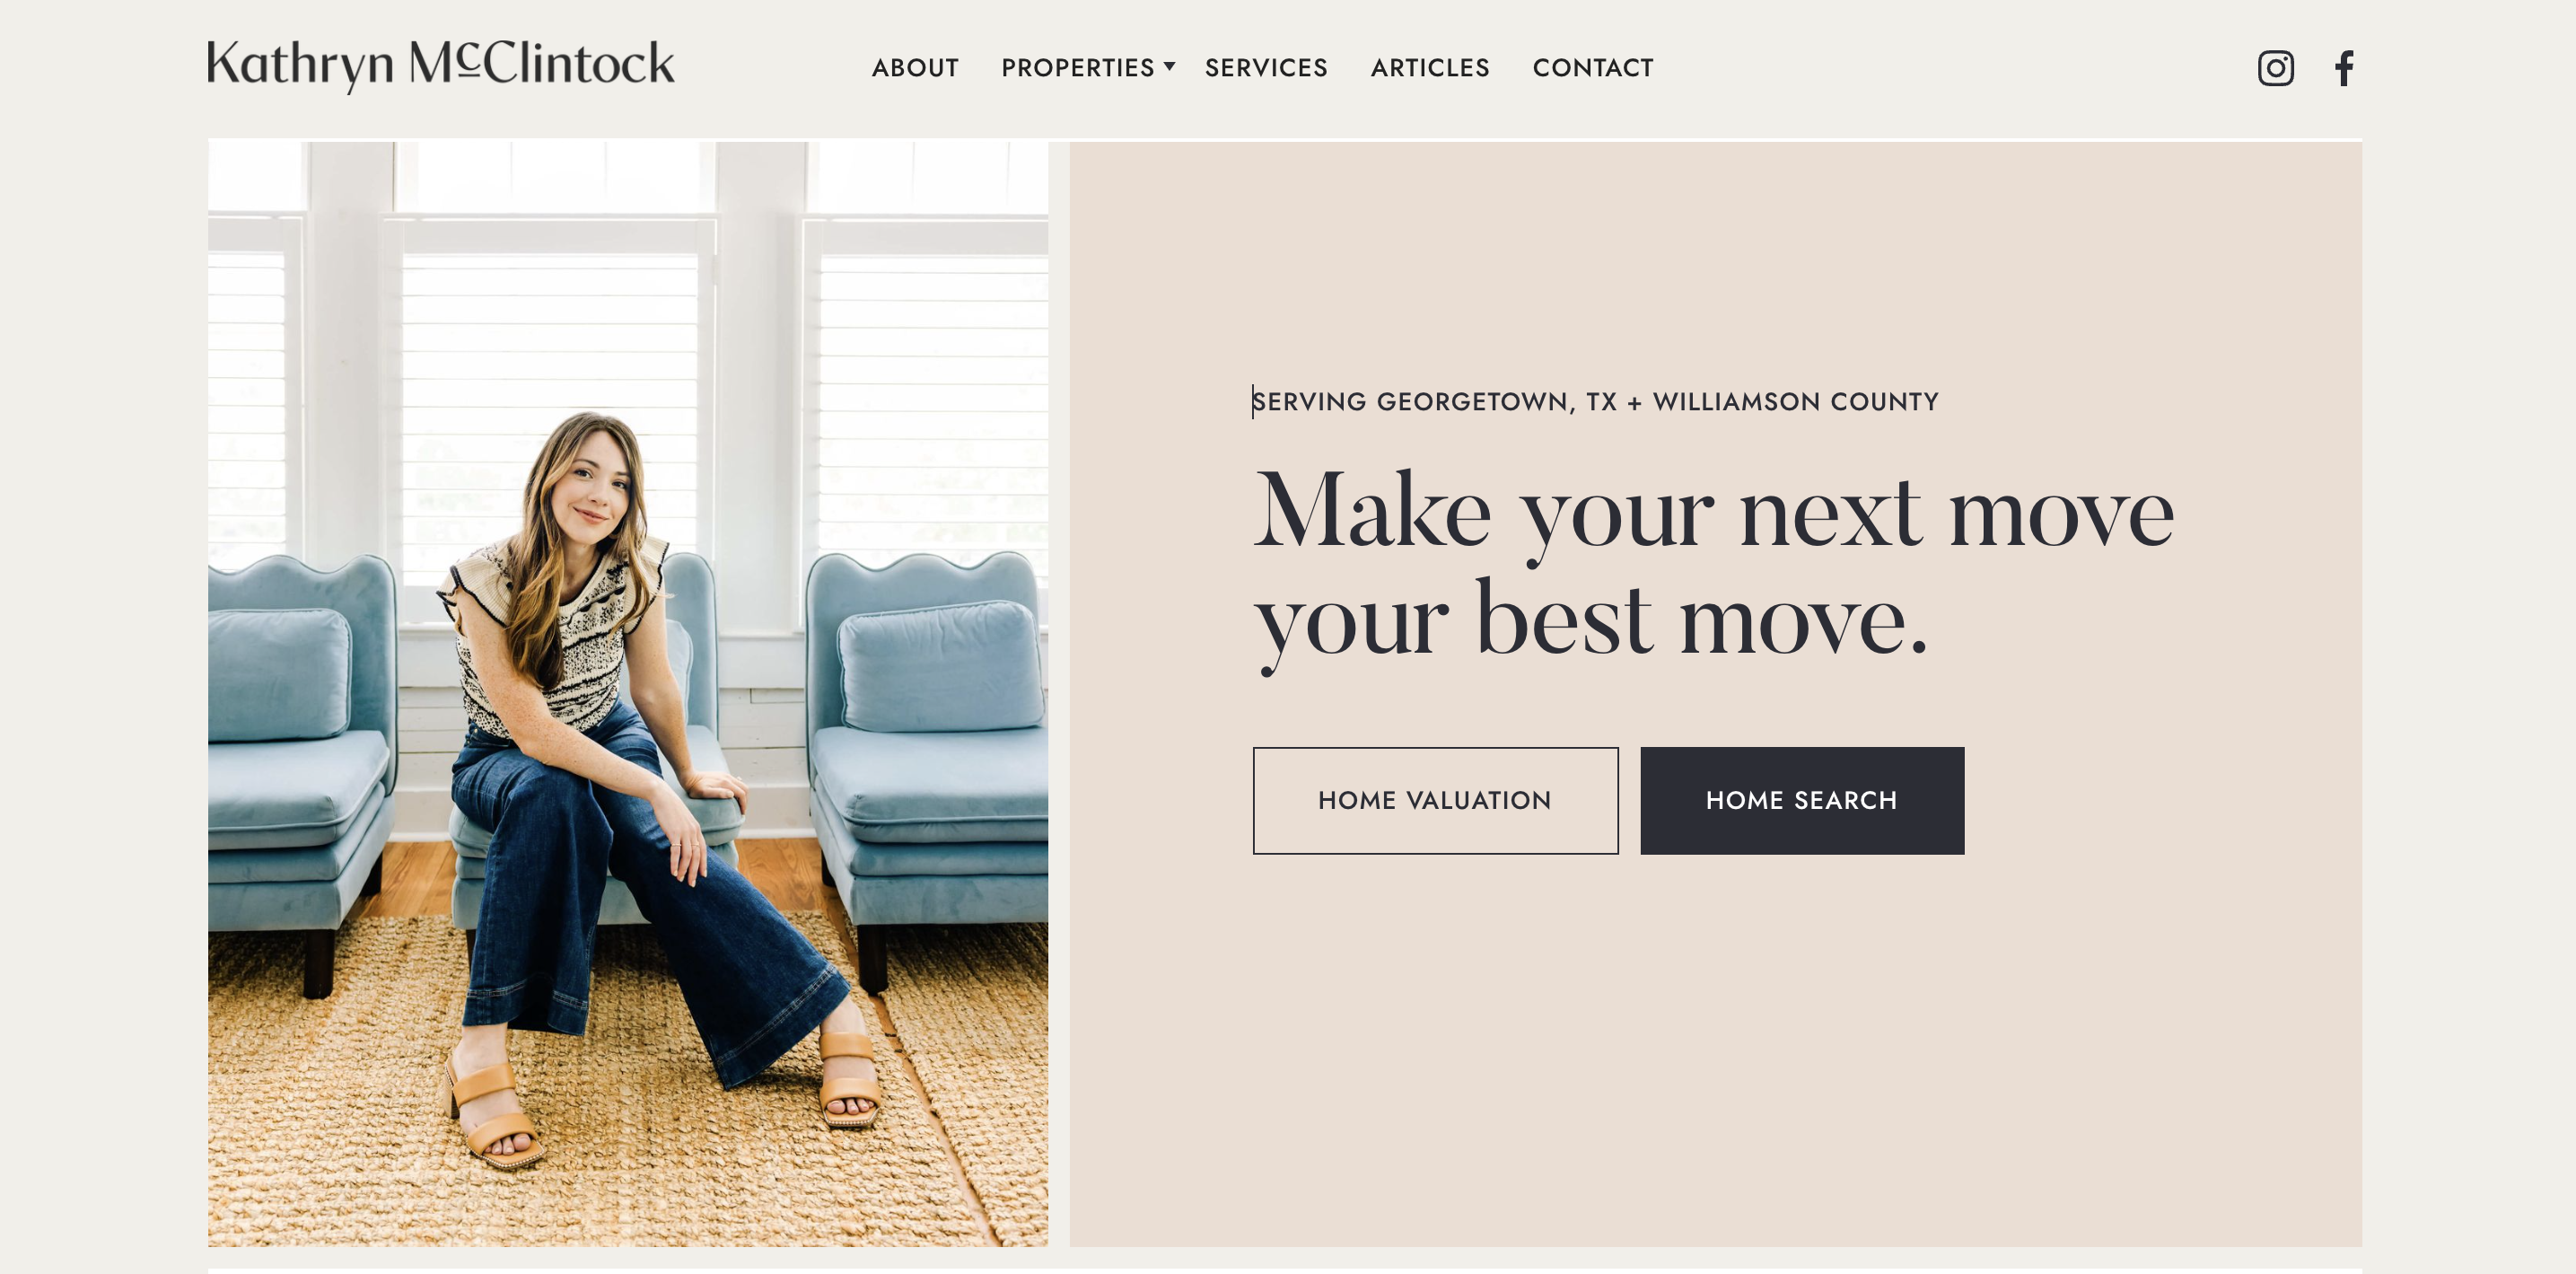 Kathryn McClintock
ABOUT PROPERTIES SERVICES ARTICLES CONTACT
SERVING GEORGETOWN, TX + WILLIAMSON COUNTY
Make your next move
your best move.
HOME VALUATION HOME SEARCH